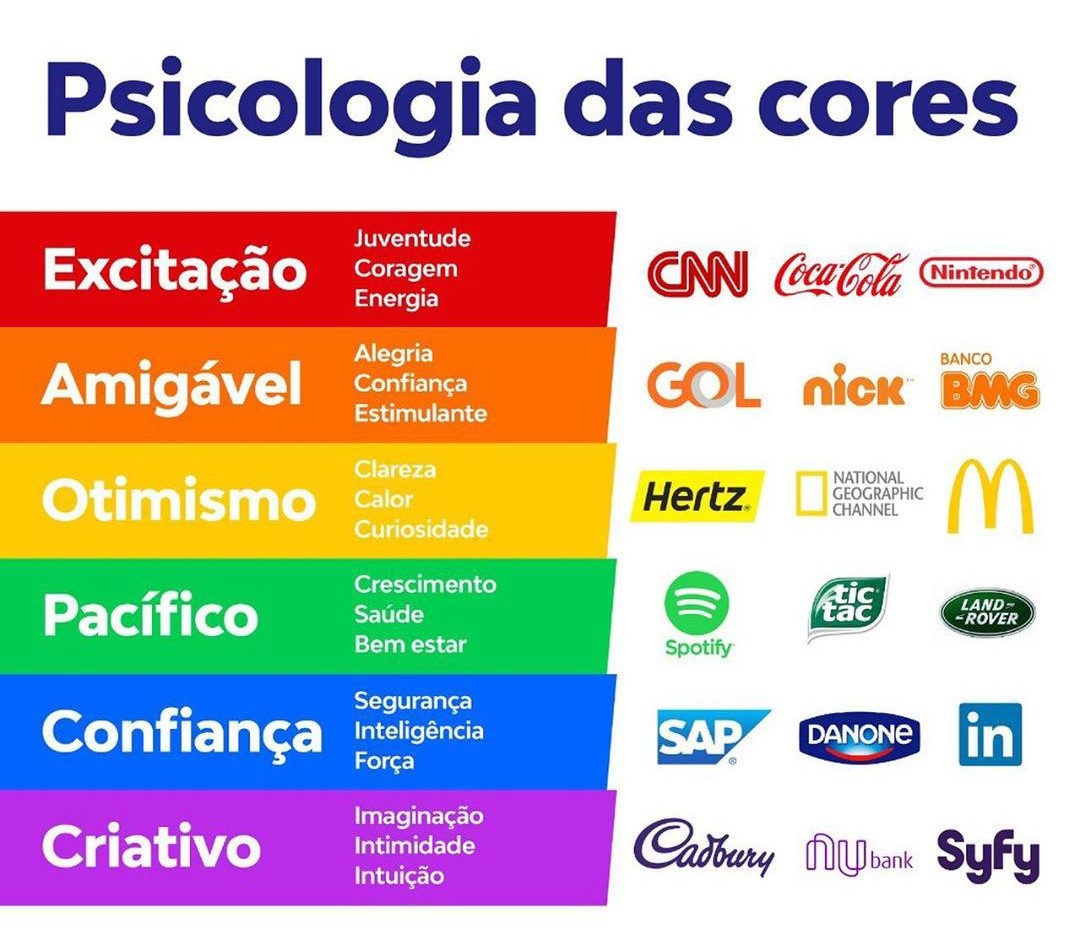 Psicologia das cores
Excitação
Juventude
Coragem
Energia
CNN
Coca-Cola
Nintendo®
Amigável
Alegria
Confiança
Estimulante
GOL
nick™
BANCO
BMG
Otimismo
Clareza
Calor
Curiosidade
Hertz®
NATIONAL
GEOGRAPHIC
CHANNEL
M
Pacífico
Crescimento
Saúde
Bem estar
Spotify
tic
tac
LAND-
-ROVER
Confiança
Segurança
Inteligência
Força
SAP®
DANONE
in
Criativo
Imaginação
Intimidade
Intuição
Cadbury
nubank
Syfy